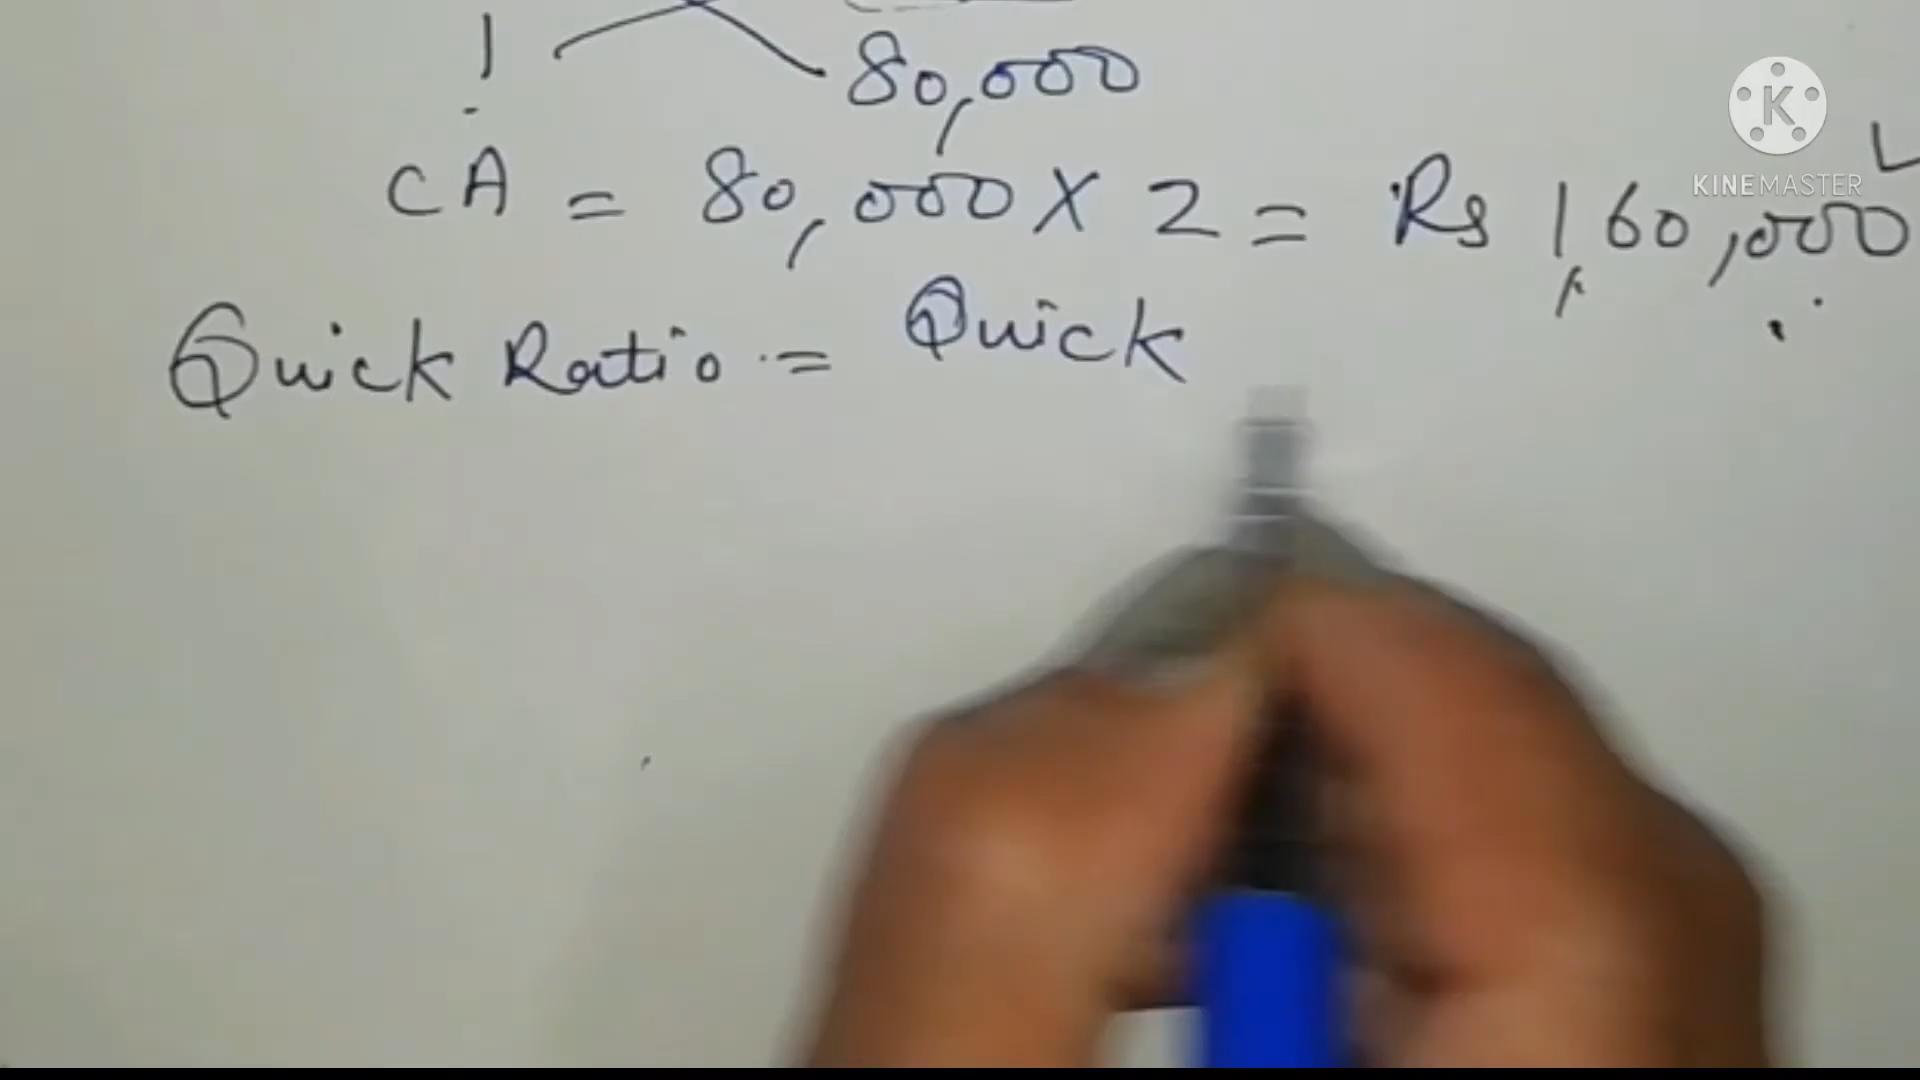 1
80,000
CA = 80,000 X 2 = Rs 1,60,000
Quick Ratio = Quick
K
KINEMASTER